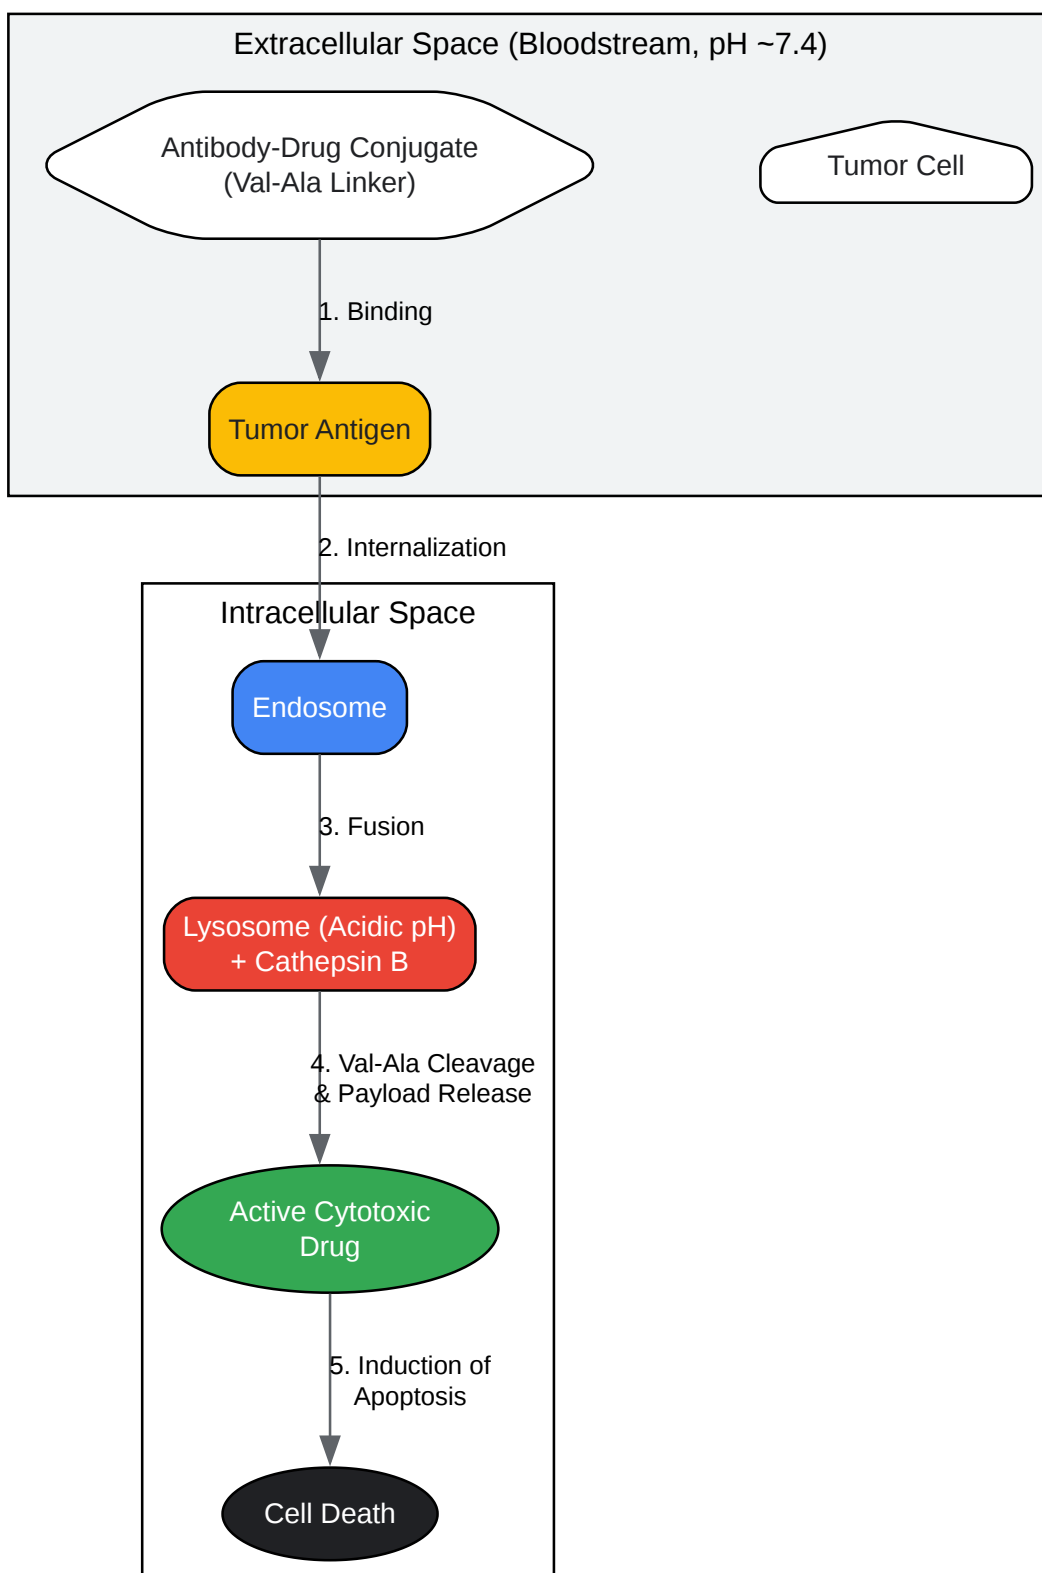 Extracellular Space (Bloodstream, pH ~7.4)
Antibody-Drug Conjugate
(Val-Ala Linker)
Tumor Cell
1. Binding
Tumor Antigen
2. Internalization
Intracellular Space
Endosome
3. Fusion
Lysosome (Acidic pH)
+ Cathepsin B
4. Val-Ala Cleavage
& Payload Release
Active Cytotoxic
Drug
5. Induction of
Apoptosis
Cell Death